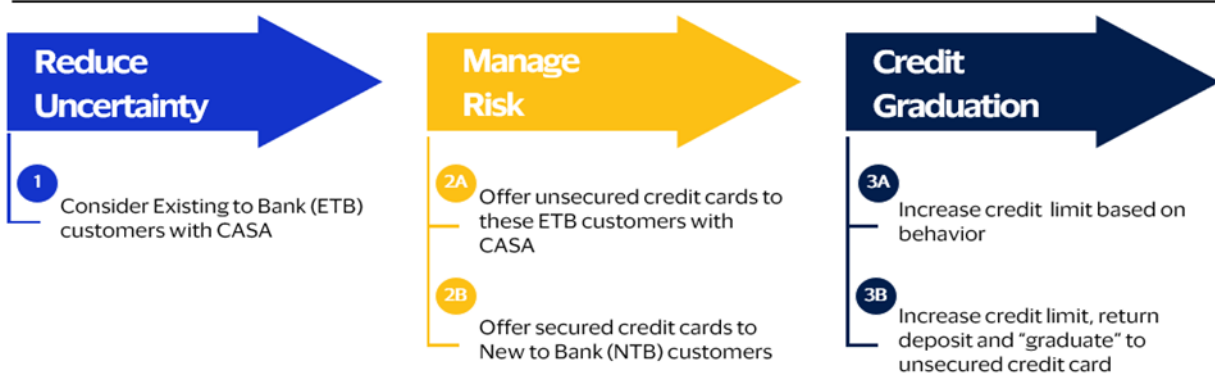 Reduce
Uncertainty
1
Consider Existing to Bank (ETB)
customers with CASA
Manage
Risk
2A
Offer unsecured credit cards to
these ETB customers with
CASA
2B
Offer secured credit cards to
New to Bank (NTB) customers
Credit
Graduation
3A
Increase credit limit based on
behavior
3B
Increase credit limit, return
deposit and “graduate” to
unsecured credit card